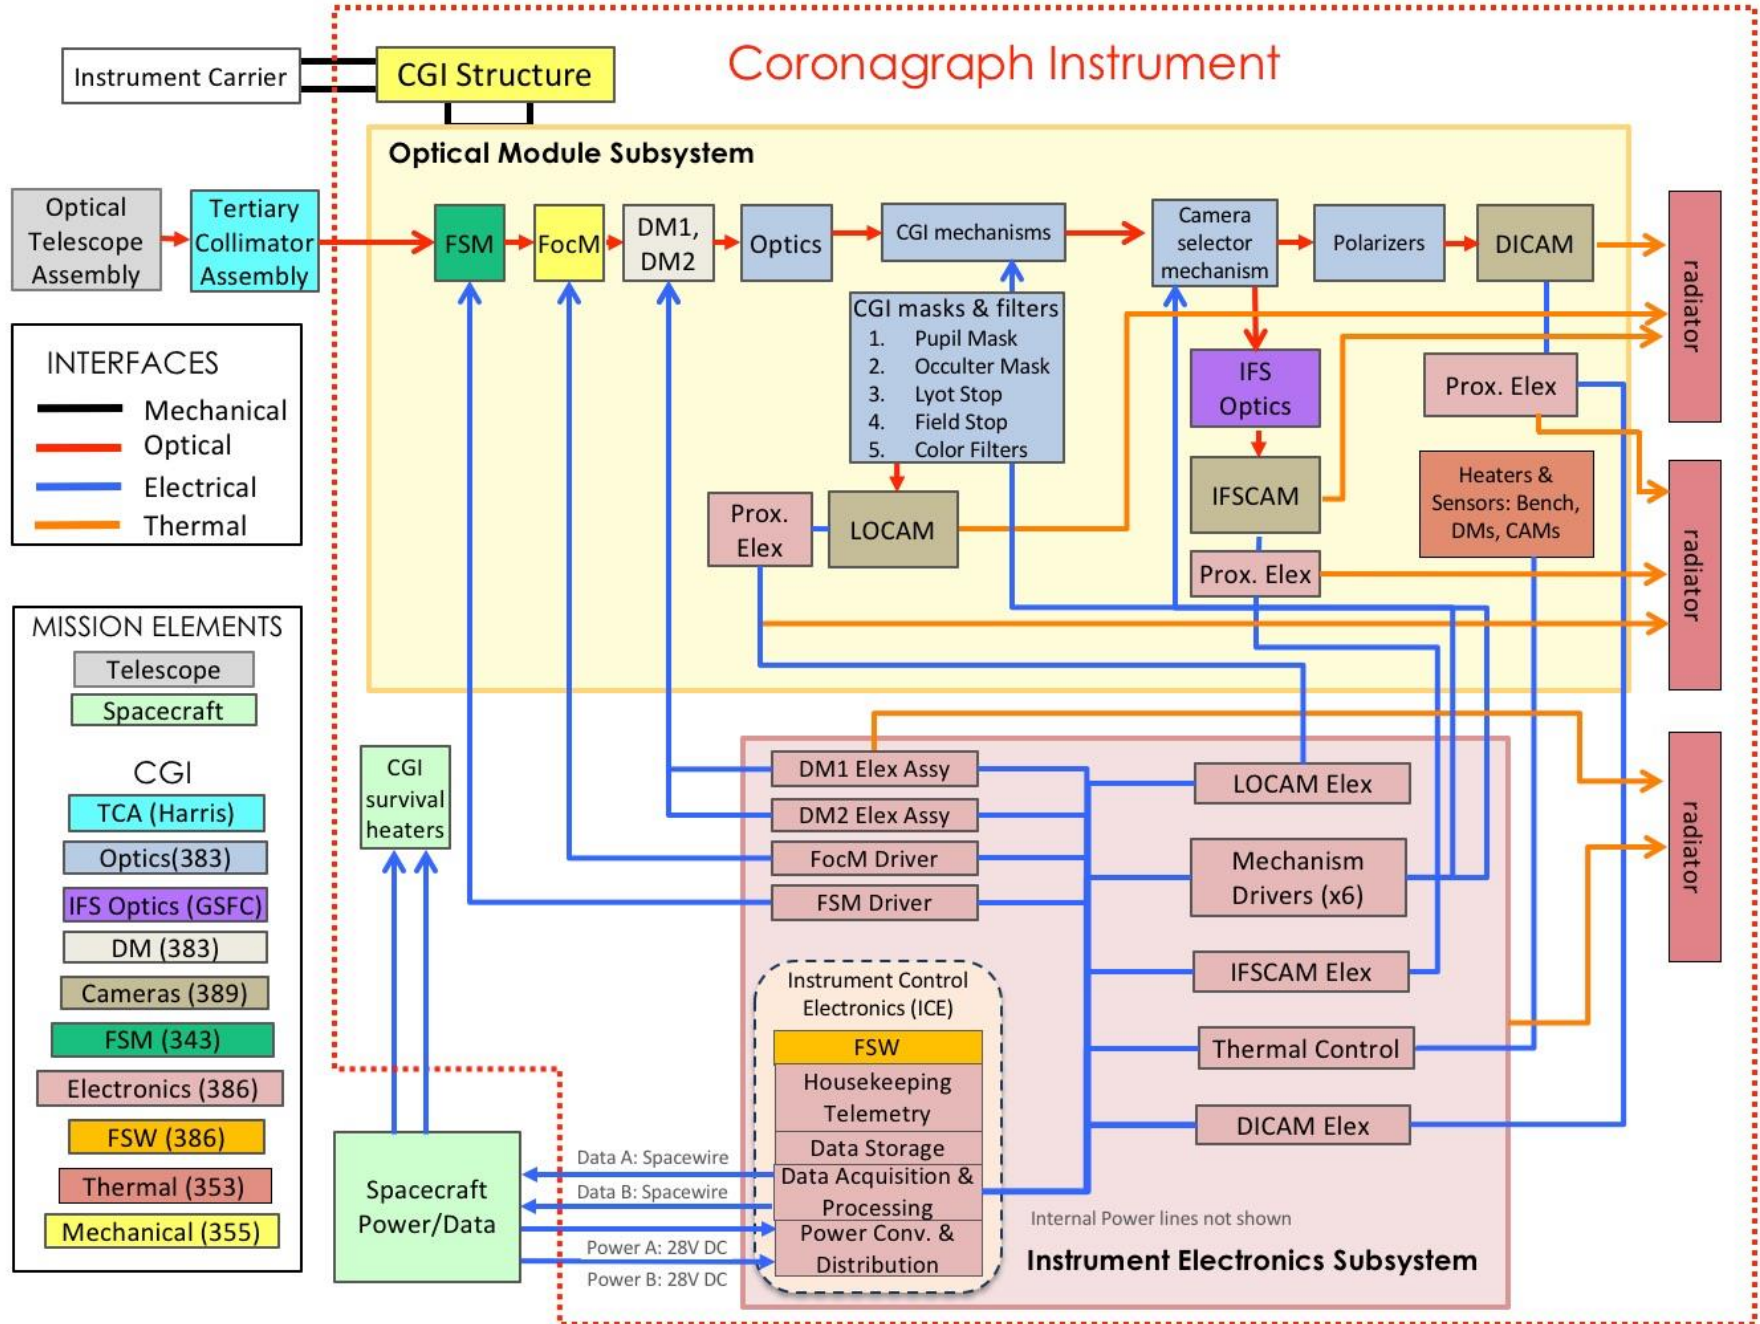 Coronagraph Instrument
Instrument Carrier
CGI Structure
Optical Module Subsystem
Optical
Telescope
Assembly
Tertiary
Collimator
Assembly
FSM
FocM
DM1,
DM2
Optics
CGI mechanisms
Camera
selector
mechanism
Polarizers
DICAM
radiator
CGI masks & filters
1. Pupil Mask
2. Occulter Mask
3. Lyot Stop
4. Field Stop
5. Color Filters
IFS
Optics
Prox. Elex
INTERFACES
Mechanical
Optical
Electrical
Thermal
Prox.
Elex
LOCAM
IFSCAM
Prox. Elex
Heaters &
Sensors: Bench,
DMs, CAMs
radiator
MISSION ELEMENTS
Telescope
Spacecraft
CGI
TCA (Harris)
Optics(383)
IFS Optics (GSFC)
DM (383)
Cameras (389)
FSM (343)
Electronics (386)
FSW (386)
Thermal (353)
Mechanical (355)
CGI
survival
heaters
DM1 Elex Assy
DM2 Elex Assy
FocM Driver
FSM Driver
LOCAM Elex
Mechanism
Drivers (x6)
IFSCAM Elex
Thermal Control
DICAM Elex
radiator
Instrument Control
Electronics (ICE)
FSW
Housekeeping
Telemetry
Data Storage
Data Acquisition &
Processing
Power Conv. &
Distribution
Spacecraft
Power/Data
Data A: Spacewire
Data B: Spacewire
Power A: 28V DC
Power B: 28V DC
Internal Power lines not shown
Instrument Electronics Subsystem